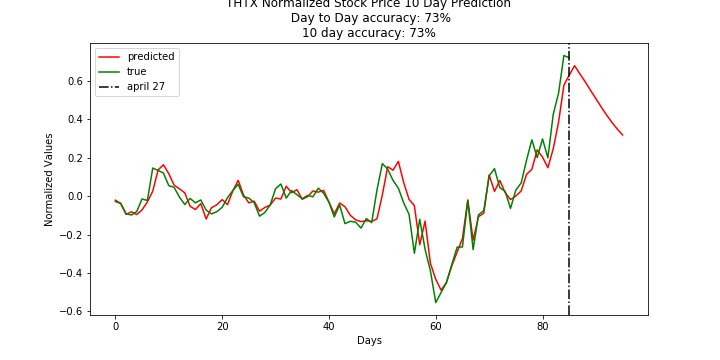 THTX Normalized Stock Price 10 Day Prediction
Day to Day accuracy: 73%
10 day accuracy: 73%
predicted
true
april 27
Normalized Values
0.6
0.4
0.2
0.0
−0.2
−0.4
−0.6
0 20 40 60 80
Days